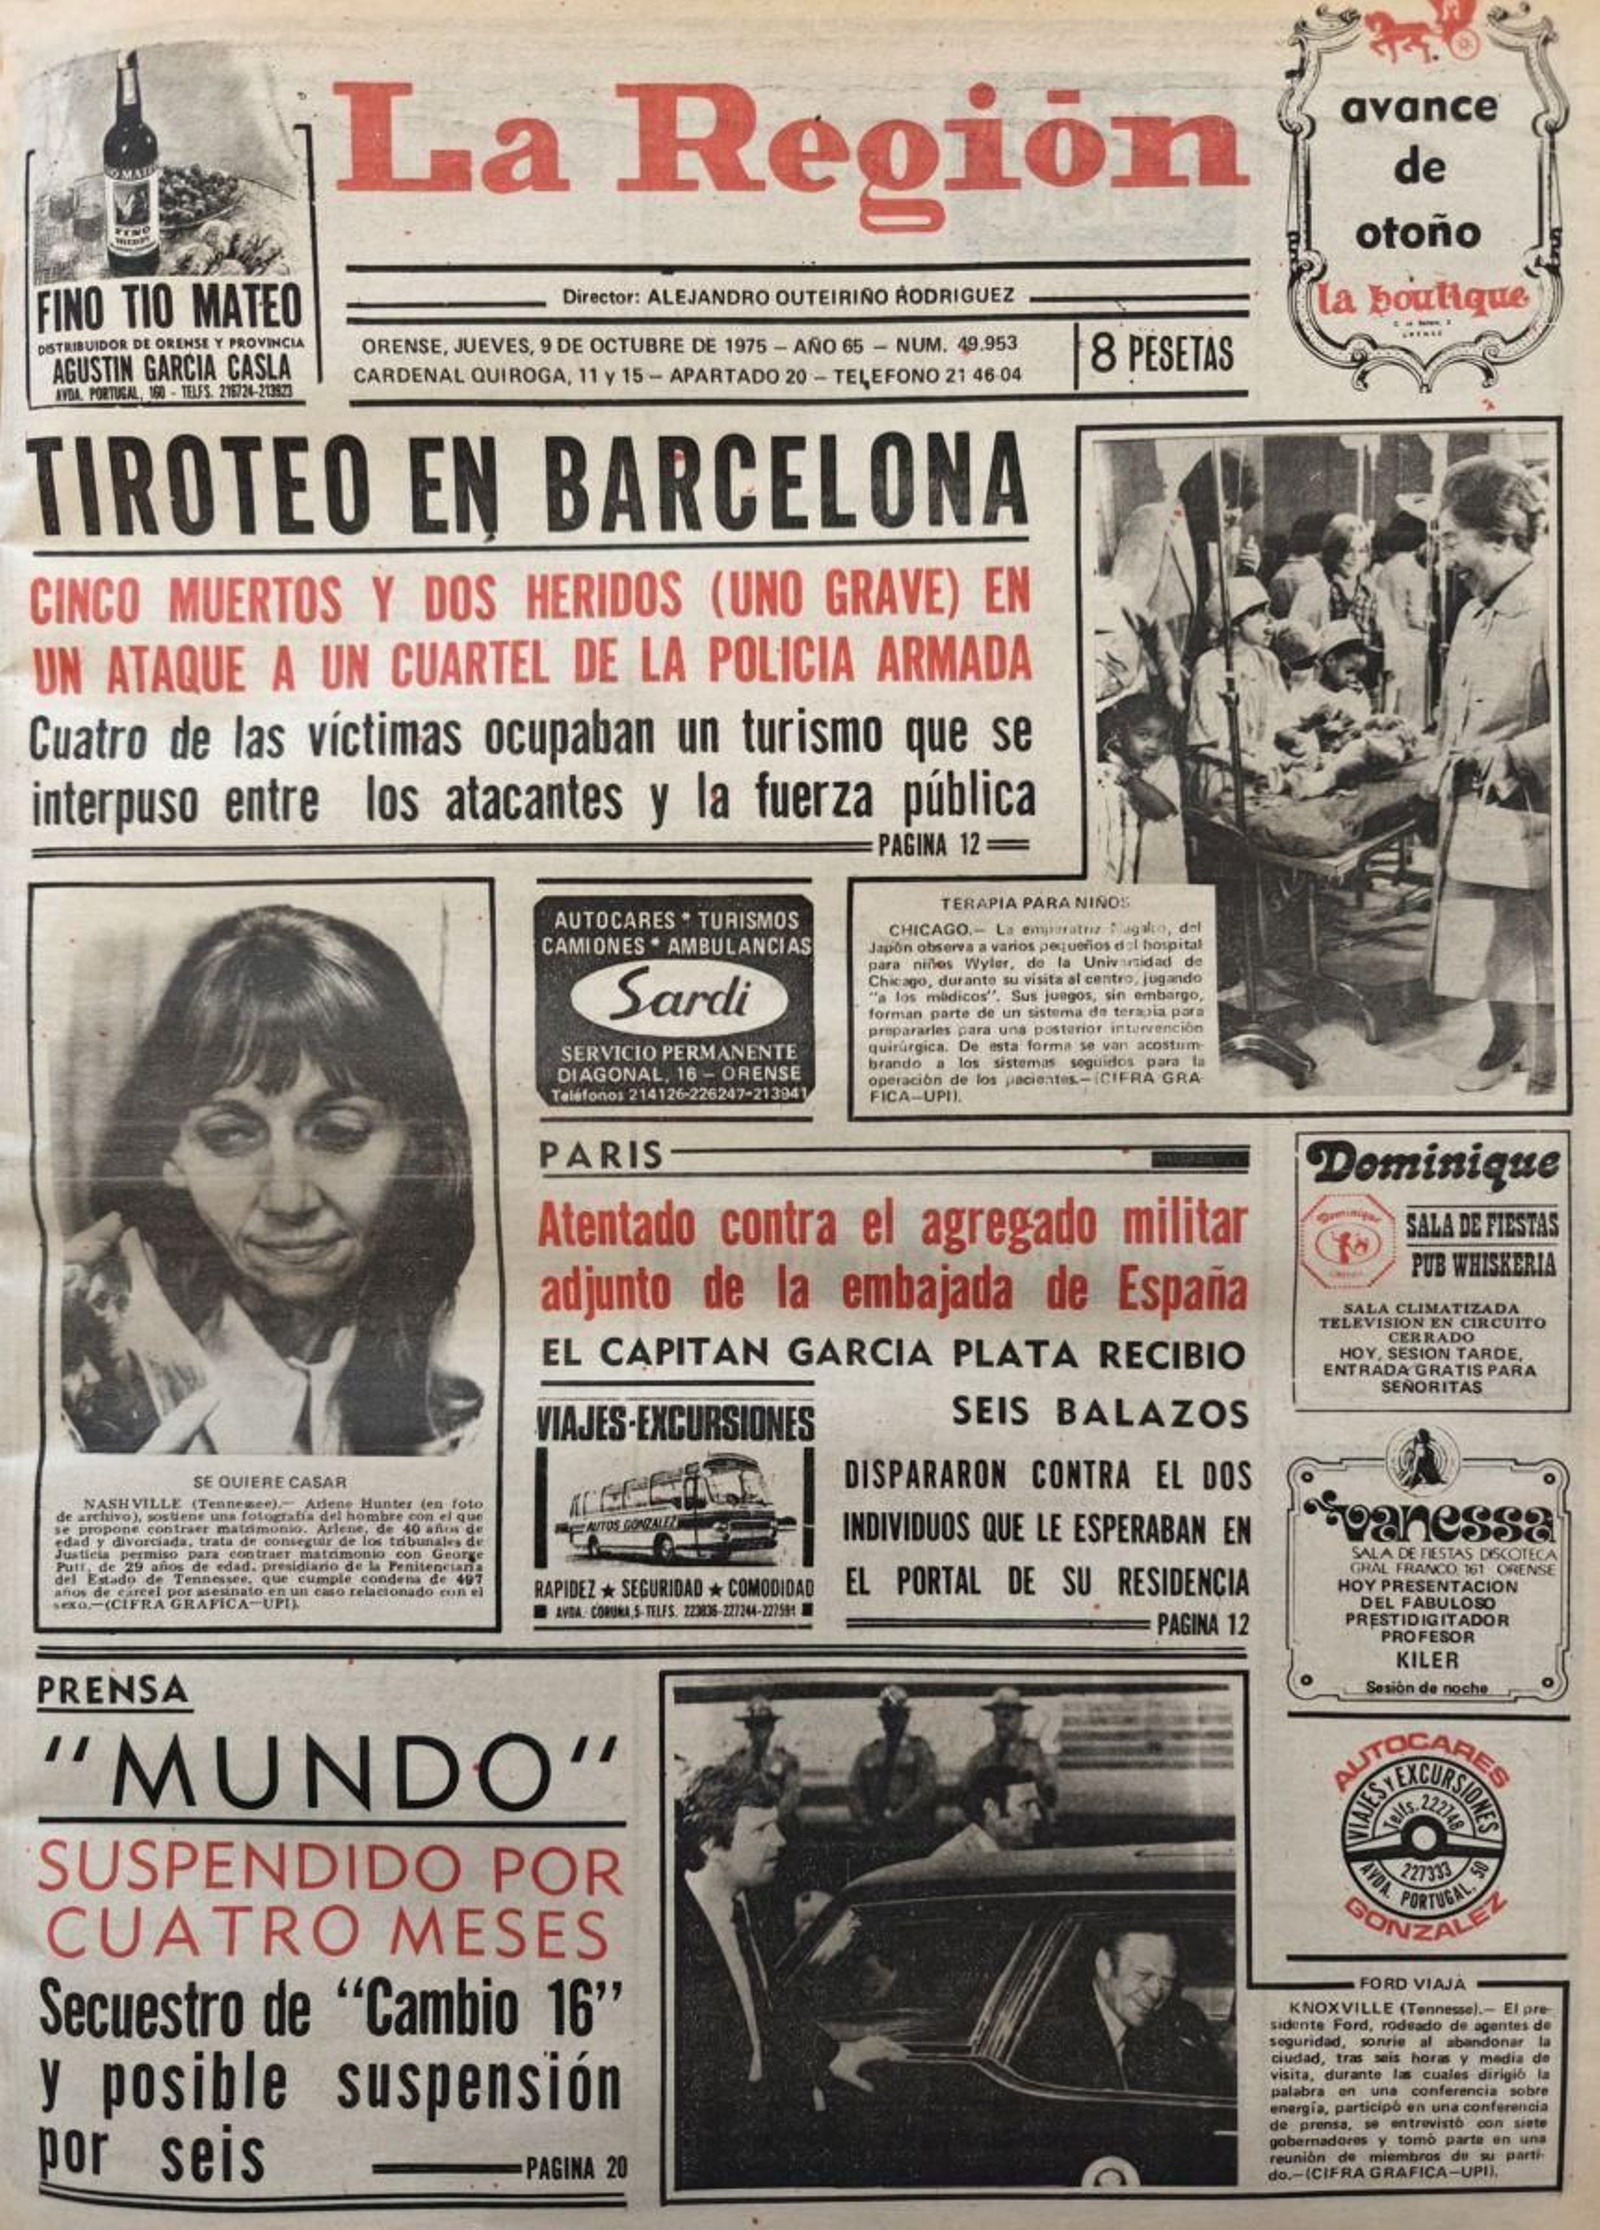 La Región
FINO TIO MATEO
DISTRIBUIDOR DE ORENSE Y PROVINCIA
AGUSTIN GARCIA CASLA
AVDA. PORTUGAL, 160 - TELFS. 216724-213923
Director: ALEJANDRO OUTEIRIÑO RODRIGUEZ
ORENSE, JUEVES, 9 DE OCTUBRE DE 1975 — AÑO 65 — NUM. 49.953
CARDENAL QUIROGA, 11 y 15 — APARTADO 20 — TELEFONO 21 46 04
8 PESETAS
avance
de
otoño
la boutique
TIROTEO EN BARCELONA
CINCO MUERTOS Y DOS HERIDOS (UNO GRAVE) EN
UN ATAQUE A UN CUARTEL DE LA POLICIA ARMADA
Cuatro de las víctimas ocupaban un turismo que se
interpuso entre los atacantes y la fuerza pública
PAGINA 12
TERAPIA PARA NIÑOS
CHICAGO.— La emperatriz Nagako, del
Japón observa a varios pequeños del hospital
para niños Wyler, de la Universidad de
Chicago, durante su visita al centro, jugando
"a los médicos". Sus juegos, sin embargo,
forman parte de un sistema de terapia para
prepararles para una posterior intervención
quirúrgica. De esta forma se van acostum-
brando a los sistemas seguidos para la
operación de los pacientes.—(CIFRA GRA-
FICA—UPI).
AUTOCARES * TURISMOS
CAMIONES * AMBULANCIAS
Sardi
SERVICIO PERMANENTE
DIAGONAL, 16 — ORENSE
Teléfonos 214126-226247-213941
SE QUIERE CASAR
NASHVILLE (Tennessee).— Arlene Hunter (en foto
de archivo), sostiene una fotografía del hombre con el que
se propone contraer matrimonio. Arlene, de 40 años de
edad y divorciada, trata de conseguir de los tribunales de
Justicia permiso para contraer matrimonio con George
Putt, de 29 años de edad, presidiario de la Penitenciaría
del Estado de Tennessee, que cumple condena de 497
años de cárcel por asesinato en un caso relacionado con el
sexo.—(CIFRA GRAFICA—UPI).
PARIS
Atentado contra el agregado militar
adjunto de la embajada de España
EL CAPITAN GARCIA PLATA RECIBIO
SEIS BALAZOS
DISPARARON CONTRA EL DOS
INDIVIDUOS QUE LE ESPERABAN EN
EL PORTAL DE SU RESIDENCIA
PAGINA 12
VIAJES-EXCURSIONES
AUTOS GONZALEZ
RAPIDEZ ★ SEGURIDAD ★ COMODIDAD
AVDA. CORUÑA, 5-TELFS. 223836-227244-227591
Dominique
Dominique
SALA DE FIESTAS
PUB WHISKERIA
SALA CLIMATIZADA
TELEVISION EN CIRCUITO
CERRADO
HOY, SESION TARDE,
ENTRADA GRATIS PARA
SEÑORITAS
Vanessa
SALA DE FIESTAS DISCOTECA
GRAL FRANCO, 161 ORENSE
HOY PRESENTACION
DEL FABULOSO
PRESTIDIGITADOR
PROFESOR
KILER
Sesión de noche
AUTOCARES
VIAJES Y EXCURSIONES
Telfs. 222748
227333
AVDA. PORTUGAL, 50
GONZALEZ
PRENSA
"MUNDO"
SUSPENDIDO POR
CUATRO MESES
Secuestro de "Cambio 16"
y posible suspensión
por seis
PAGINA 20
FORD VIAJA
KNOXVILLE (Tennesse).— El pre-
sidente Ford, rodeado de agentes de
seguridad, sonríe al abandonar la
ciudad, tras seis horas y media de
visita, durante las cuales dirigió la
palabra en una conferencia sobre
energía, participó en una conferencia
de prensa, se entrevistó con siete
gobernadores y tomó parte en una
reunión de miembros de su parti-
do.—(CIFRA GRAFICA—UPI).